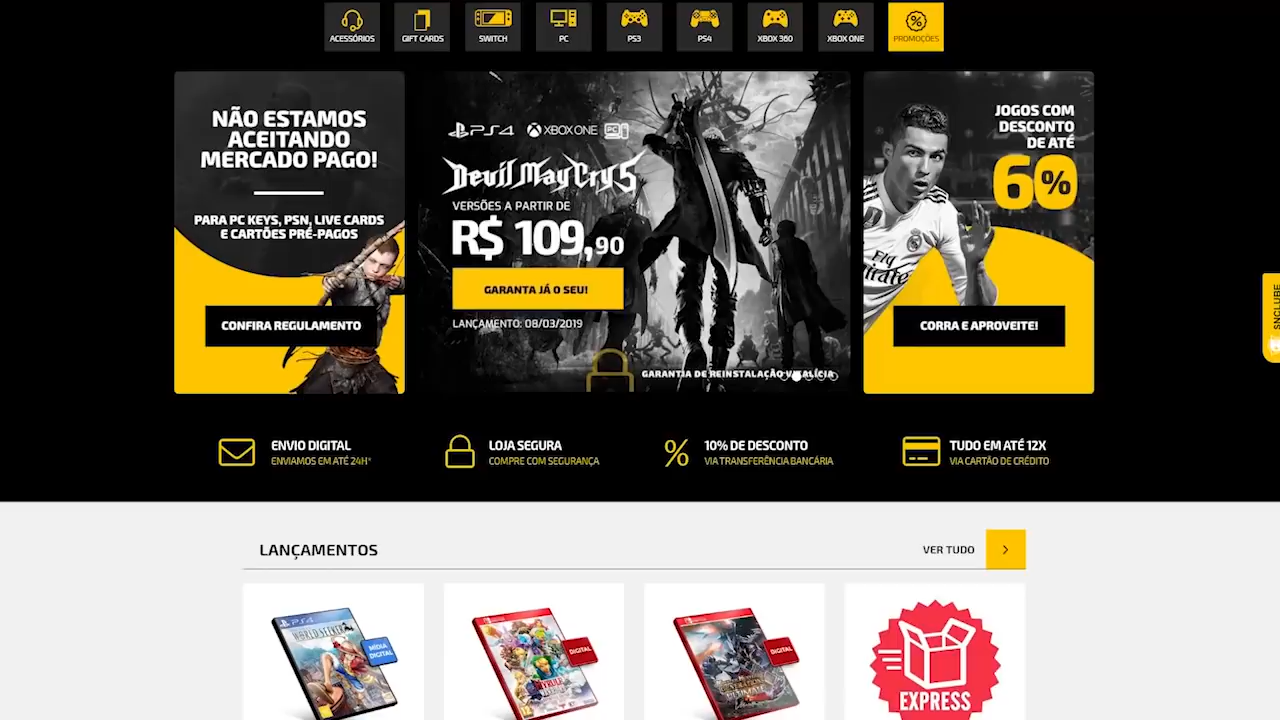 ACESSÓRIOS
GIFT CARDS
SWITCH
PC
PS3
PS4
XBOX 360
XBOX ONE
PROMOÇÕES
NÃO ESTAMOS
ACEITANDO
MERCADO PAGO!
PARA PC KEYS, PSN, LIVE CARDS
E CARTÕES PRÉ-PAGOS
CONFIRA REGULAMENTO
PS4 XBOX ONE PC
Devil May Cry 5
VERSÕES A PARTIR DE
R$ 109,90
GARANTA JÁ O SEU!
LANÇAMENTO: 08/03/2019
GARANTIA DE REINSTALAÇÃO VITALÍCIA
JOGOS COM
DESCONTO
DE ATÉ
60%
Fly
Emirates
CORRA E APROVEITE!
SNCLUBE
ENVIO DIGITAL
ENVIAMOS EM ATÉ 24H*
LOJA SEGURA
COMPRE COM SEGURANÇA
10% DE DESCONTO
VIA TRANSFERÊNCIA BANCÁRIA
TUDO EM ATÉ 12X
VIA CARTÃO DE CRÉDITO
LANÇAMENTOS
VER TUDO
PS4
MÍDIA
DIGITAL
DIGITAL
DIGITAL
EXPRESS